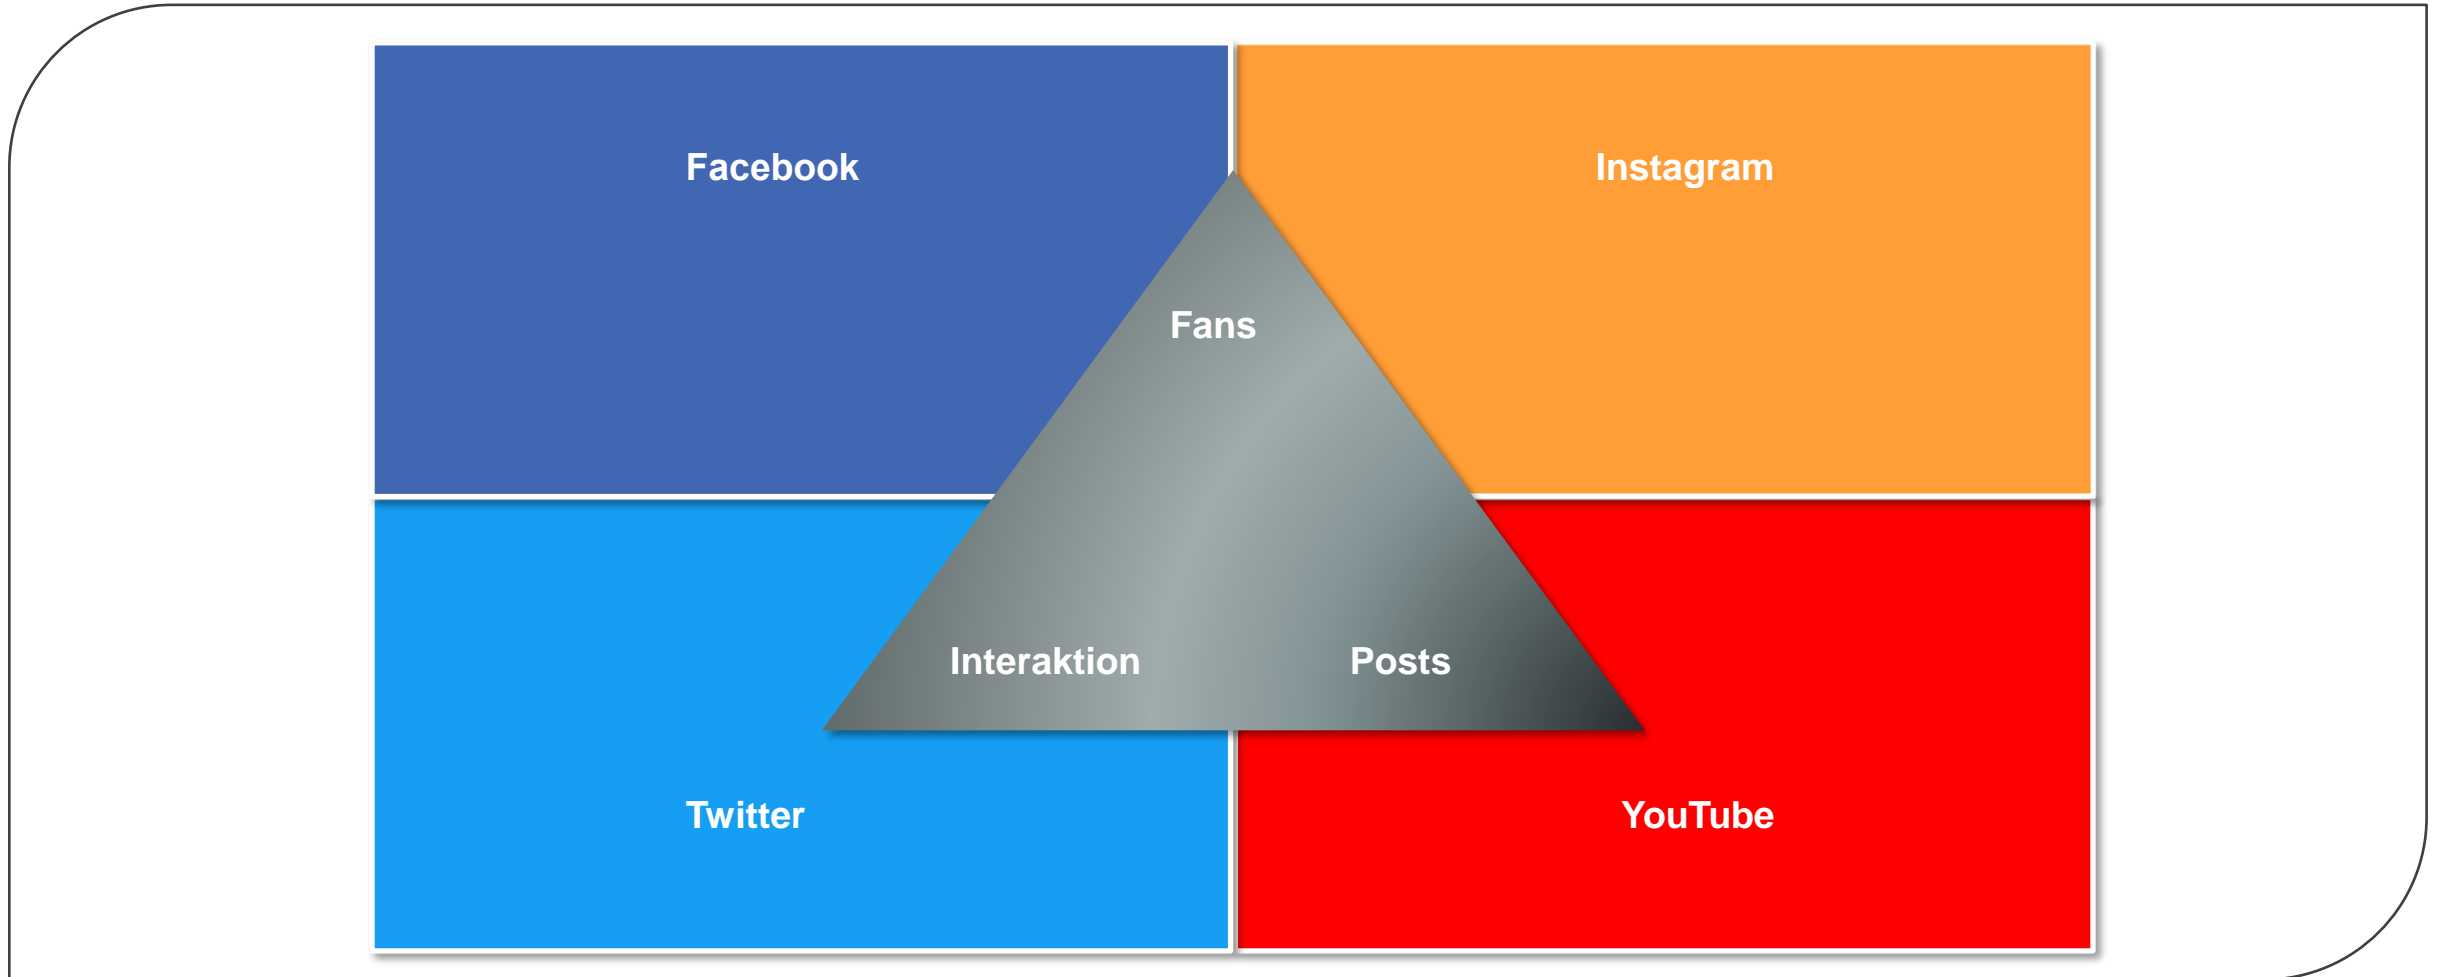 Facebook
Instagram
Fans
Interaktion
Posts
Twitter
YouTube